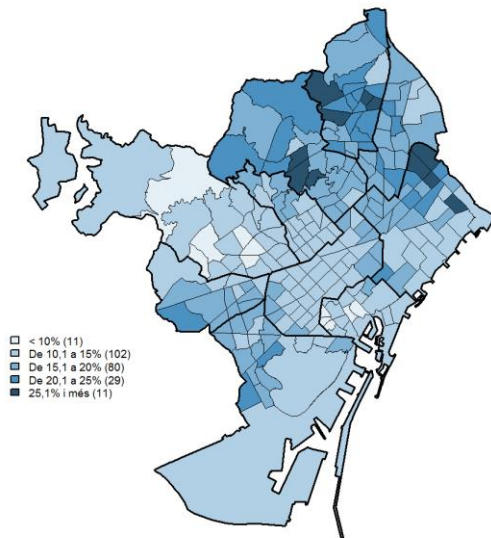 < 10% (11)
De 10,1 a 15% (102)
De 15,1 a 20% (80)
De 20,1 a 25% (29)
25,1% i més (11)